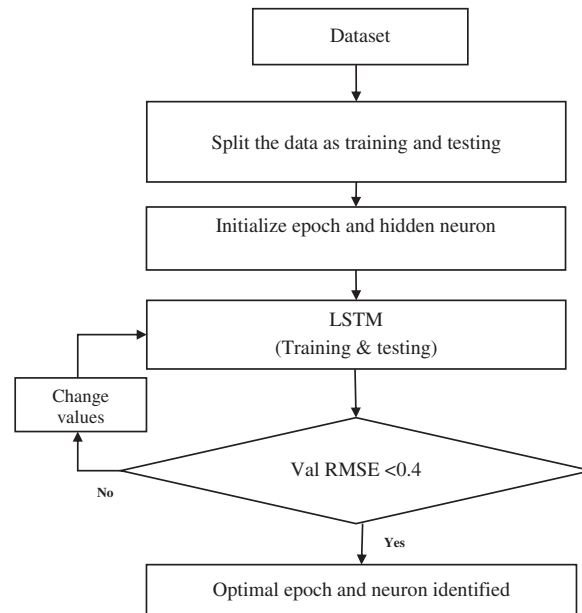 Dataset
Split the data as training and testing
Initialize epoch and hidden neuron
LSTM
(Training & testing)
Change
values
Val RMSE <0.4
No
Yes
Optimal epoch and neuron identified